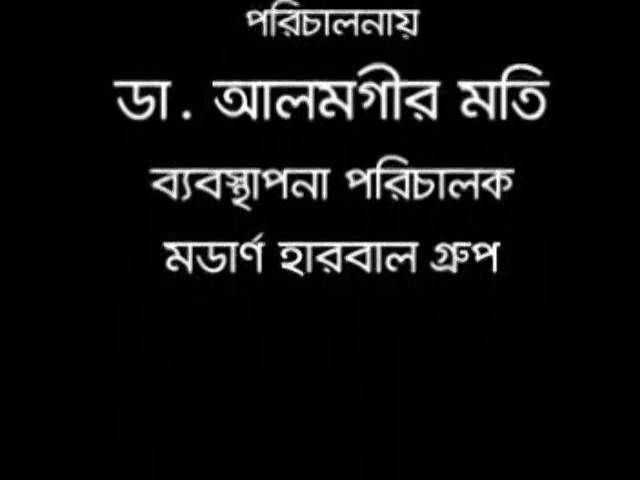 পরিচালনায়
ডা. আলমগীর মতি
ব্যবস্থাপনা পরিচালক
মডার্ণ হারবাল গ্রুপ